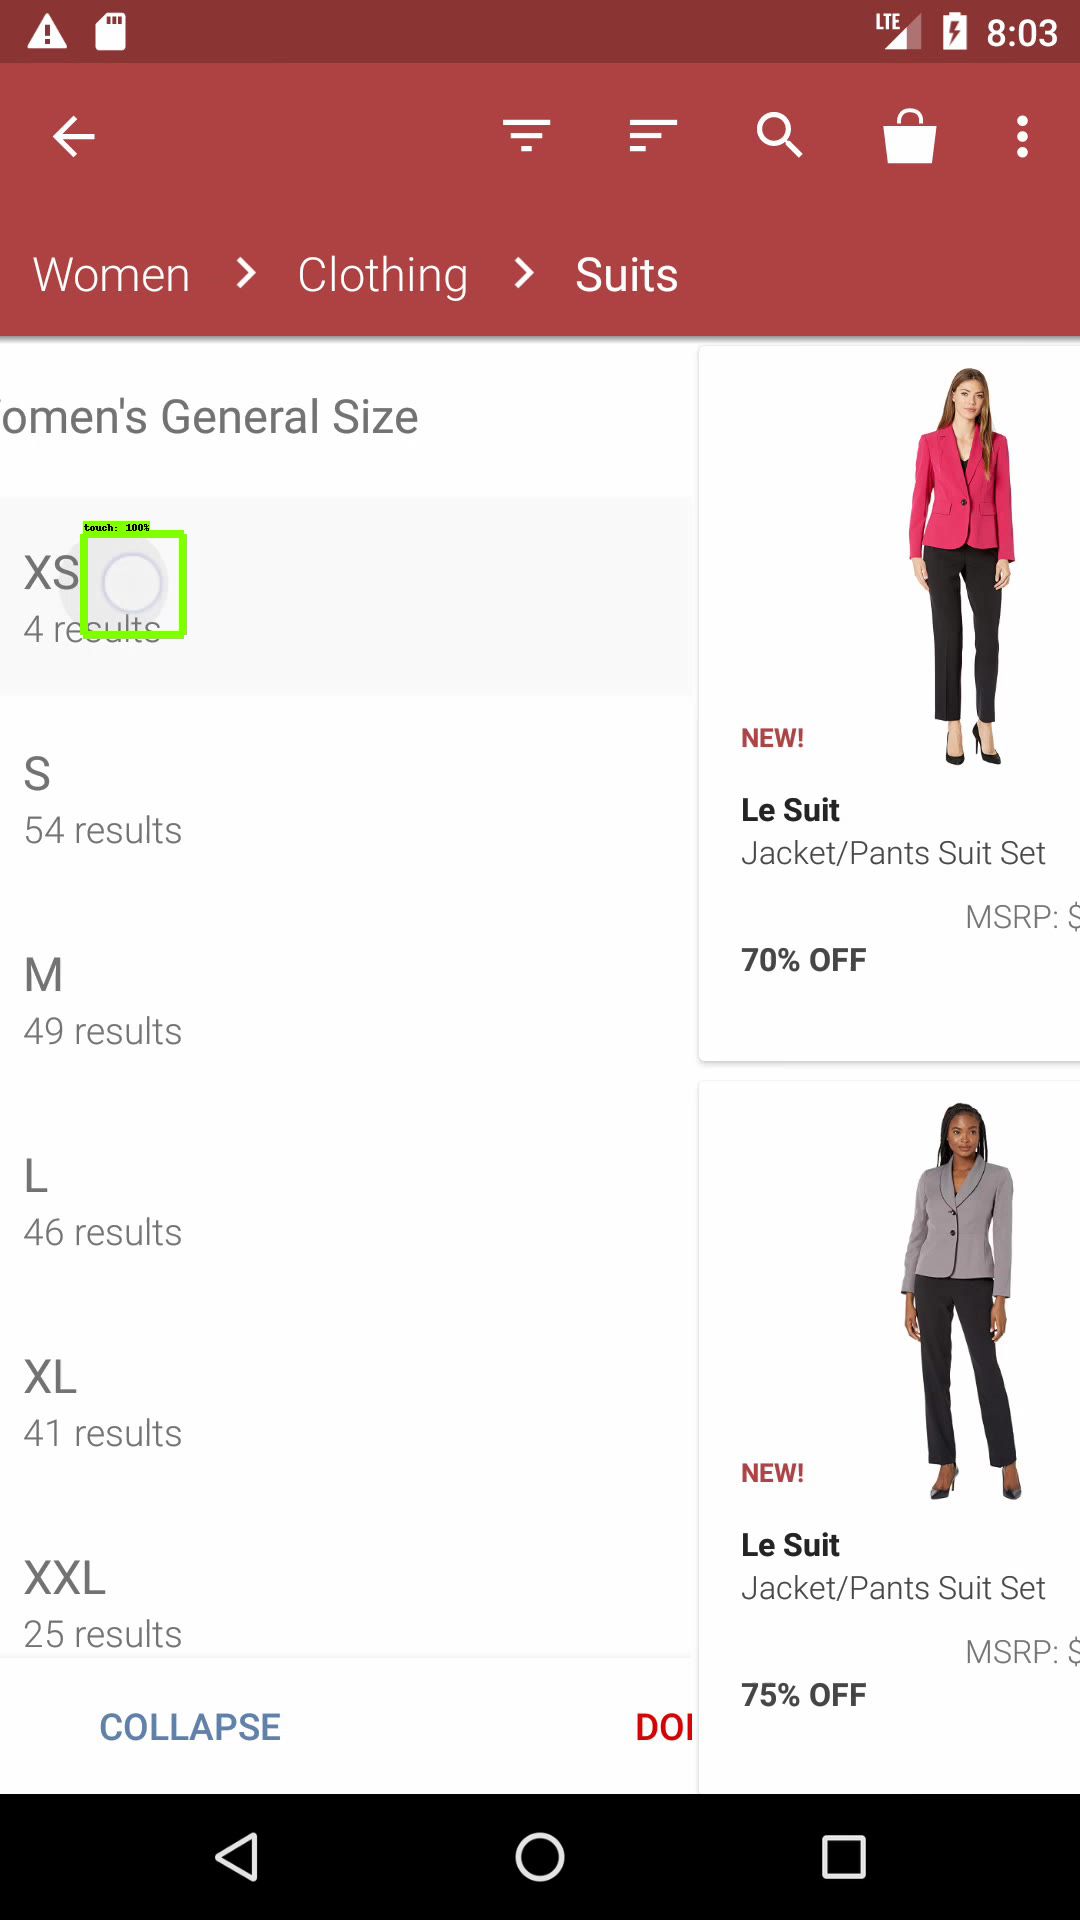 LTE 8:03
Women > Clothing > Suits
omen's General Size
touch: 100%
XS
4 results
S
54 results
M
49 results
L
46 results
XL
41 results
XXL
25 results
COLLAPSE
DO
NEW!
Le Suit
Jacket/Pants Suit Set
MSRP: $
70% OFF
NEW!
Le Suit
Jacket/Pants Suit Set
MSRP: $
75% OFF